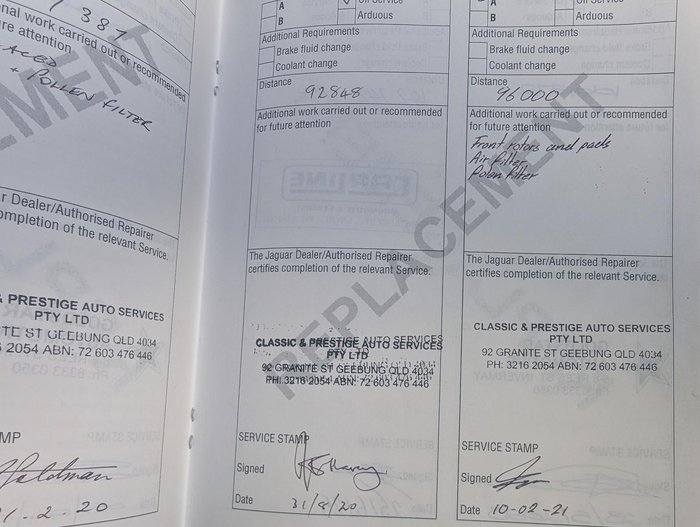 387
nal work carried out or recommended
re attention
+ POLLEN FILTER
r Dealer/Authorised Repairer
ompletion of the relevant Service.
& PRESTIGE AUTO SERVICES
PTY LTD
ITE ST GEEBUNG QLD 4034
2054 ABN: 72 603 476 446
MP
Holdman
.2.20
A
B
Arduous
Additional Requirements
Brake fluid change
Coolant change
Distance
92848
Additional work carried out or recommended
for future attention
The Jaguar Dealer/Authorised Repairer
certifies completion of the relevant Service.
CLASSIC & PRESTIGE AUTO SERVICES
PTY LTD
92 GRANITE ST GEEBUNG QLD 4034
PH: 3216 2054 ABN: 72 603 476 446
SERVICE STAMP
Signed
Date 31/8/20
A
B
Arduous
Additional Requirements
Brake fluid change
Coolant change
Distance
96000
Additional work carried out or recommended
for future attention
Front rotors and pads
Air filter
Polan filter
The Jaguar Dealer/Authorised Repairer
certifies completion of the relevant Service.
CLASSIC & PRESTIGE AUTO SERVICES
PTY LTD
92 GRANITE ST GEEBUNG QLD 4034
PH: 3216 2054 ABN: 72 603 476 446
SERVICE STAMP
Signed
Date 10-02-21
EMENT
REPLACEMENT